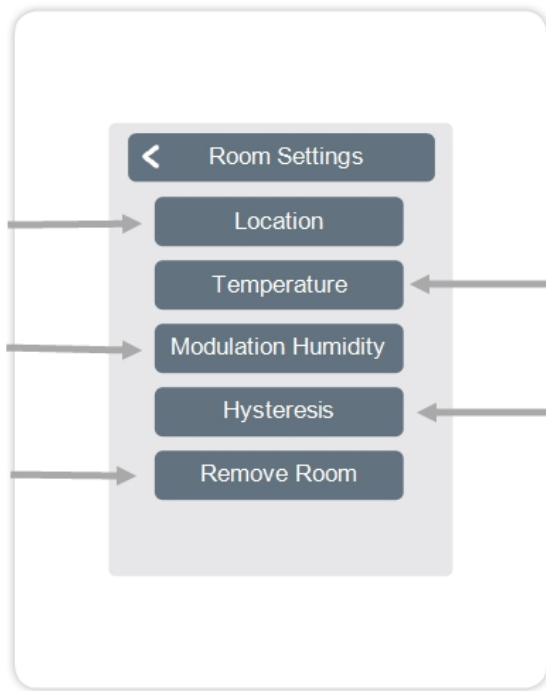 Room Settings
Location
Temperature
Modulation Humidity
Hysteresis
Remove Room